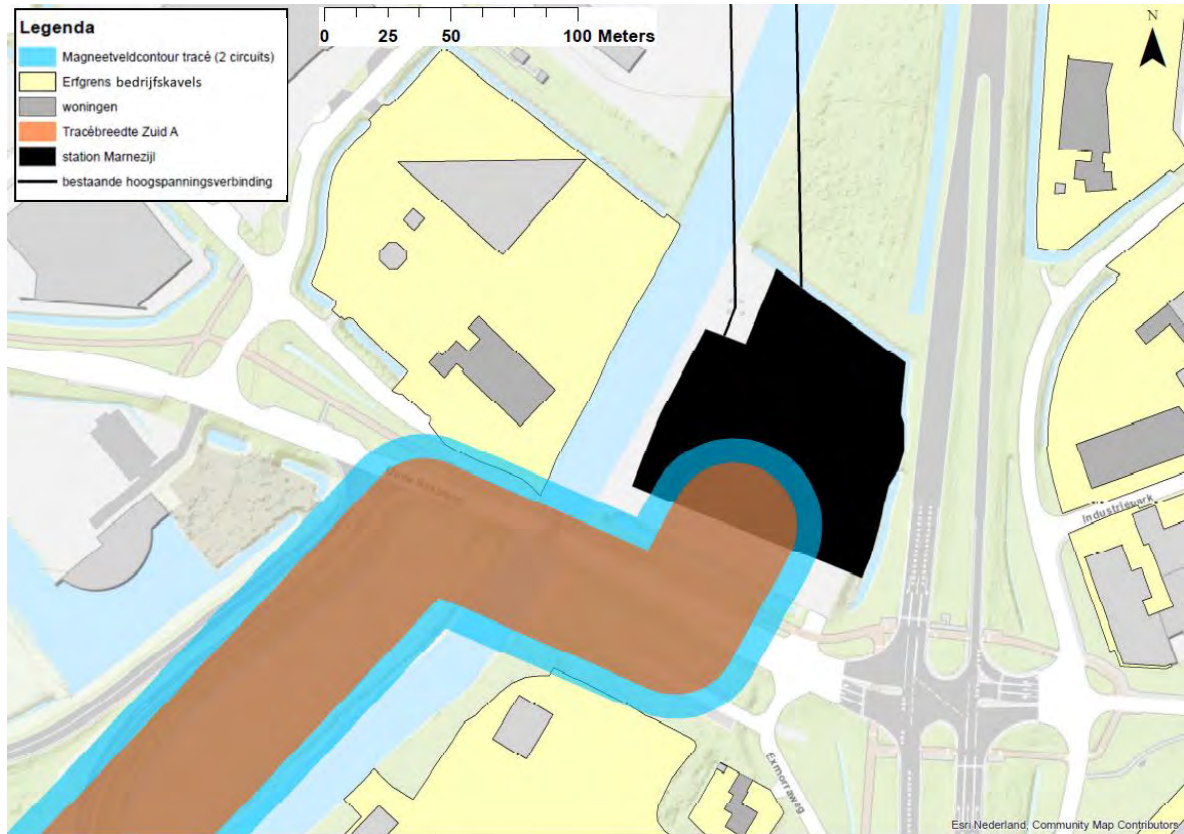 Legenda
Magneetveldcontour tracé (2 circuits)
Erfgrens bedrijfskavels
woningen
Tracébreedte Zuid A
station Marnezijl
bestaande hoogspanningsverbinding
0 25 50 100 Meters
N
Industriepark
Exmorraweg
Esri Nederland, Community Map Contributors